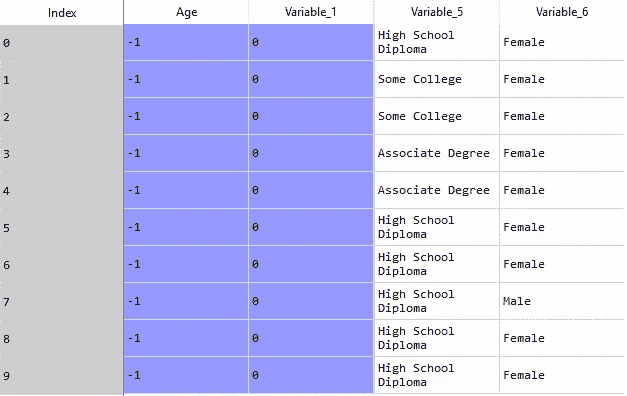 Index Age Variable_1 Variable_5 Variable_6
0 -1 0 High School Diploma Female
1 -1 0 Some College Female
2 -1 0 Some College Female
3 -1 0 Associate Degree Female
4 -1 0 Associate Degree Female
5 -1 0 High School Diploma Female
6 -1 0 High School Diploma Female
7 -1 0 High School Diploma Male
8 -1 0 High School Diploma Female
9 -1 0 High School Diploma Female